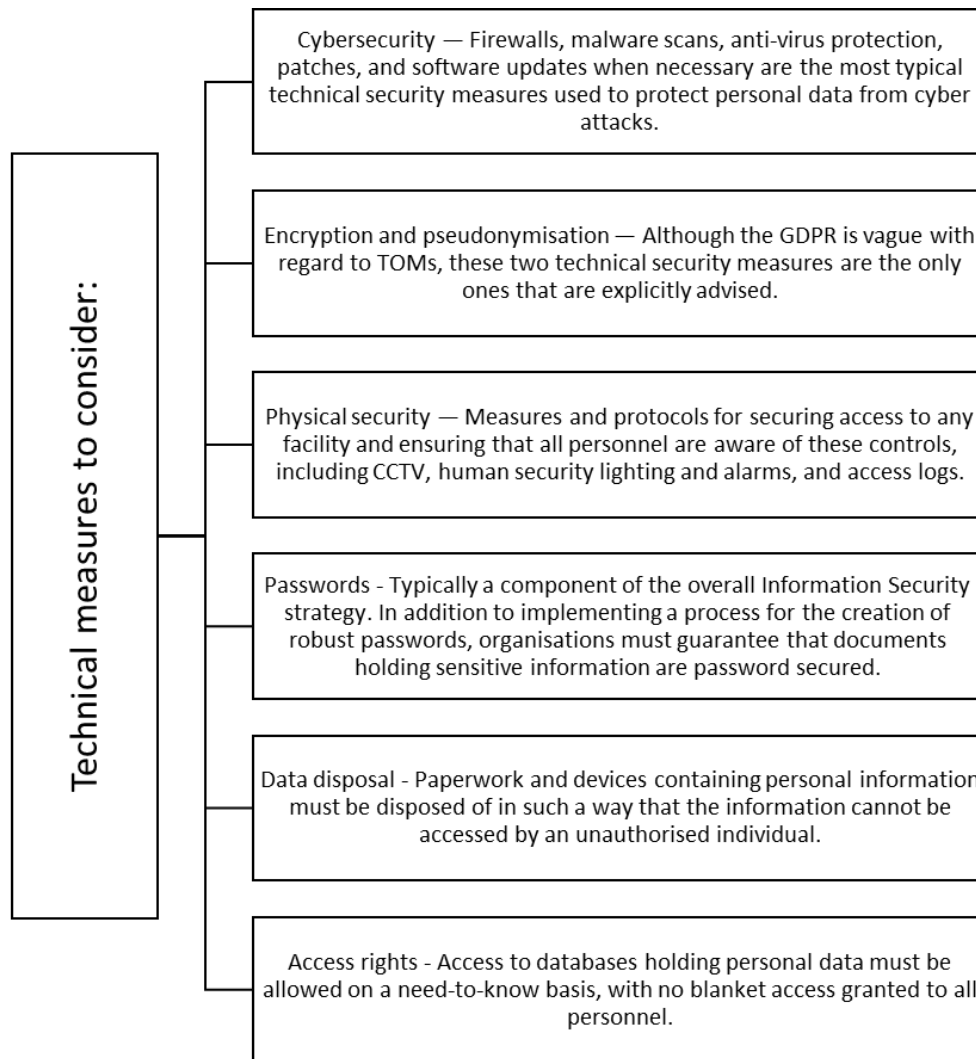 Technical measures to consider:
Cybersecurity — Firewalls, malware scans, anti-virus protection,
patches, and software updates when necessary are the most typical
technical security measures used to protect personal data from cyber
attacks.
Encryption and pseudonymisation — Although the GDPR is vague with
regard to TOMs, these two technical security measures are the only
ones that are explicitly advised.
Physical security — Measures and protocols for securing access to any
facility and ensuring that all personnel are aware of these controls,
including CCTV, human security lighting and alarms, and access logs.
Passwords - Typically a component of the overall Information Security
strategy. In addition to implementing a process for the creation of
robust passwords, organisations must guarantee that documents
holding sensitive information are password secured.
Data disposal - Paperwork and devices containing personal information
must be disposed of in such a way that the information cannot be
accessed by an unauthorised individual.
Access rights - Access to databases holding personal data must be
allowed on a need-to-know basis, with no blanket access granted to all
personnel.